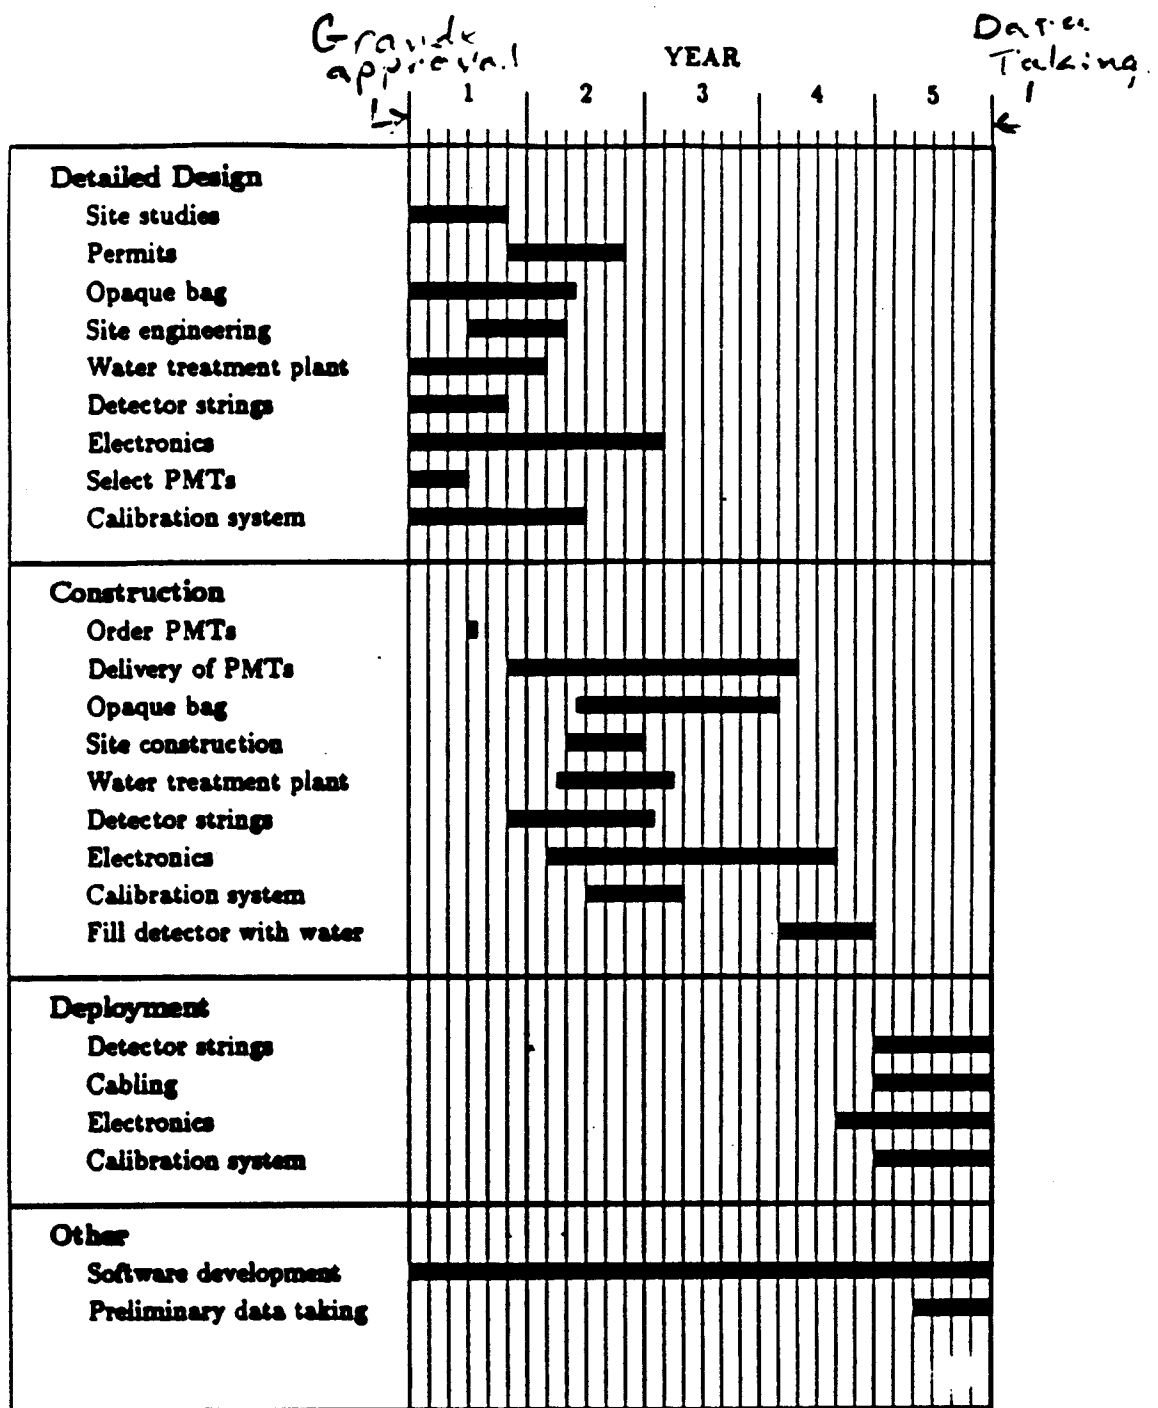 Grande
approval
Data
Taking
YEAR
1 2 3 4 5
Detailed Design
Site studies
Permits
Opaque bag
Site engineering
Water treatment plant
Detector strings
Electronics
Select PMTs
Calibration system
Construction
Order PMTs
Delivery of PMTs
Opaque bag
Site construction
Water treatment plant
Detector strings
Electronics
Calibration system
Fill detector with water
Deployment
Detector strings
Cabling
Electronics
Calibration system
Other
Software development
Preliminary data taking